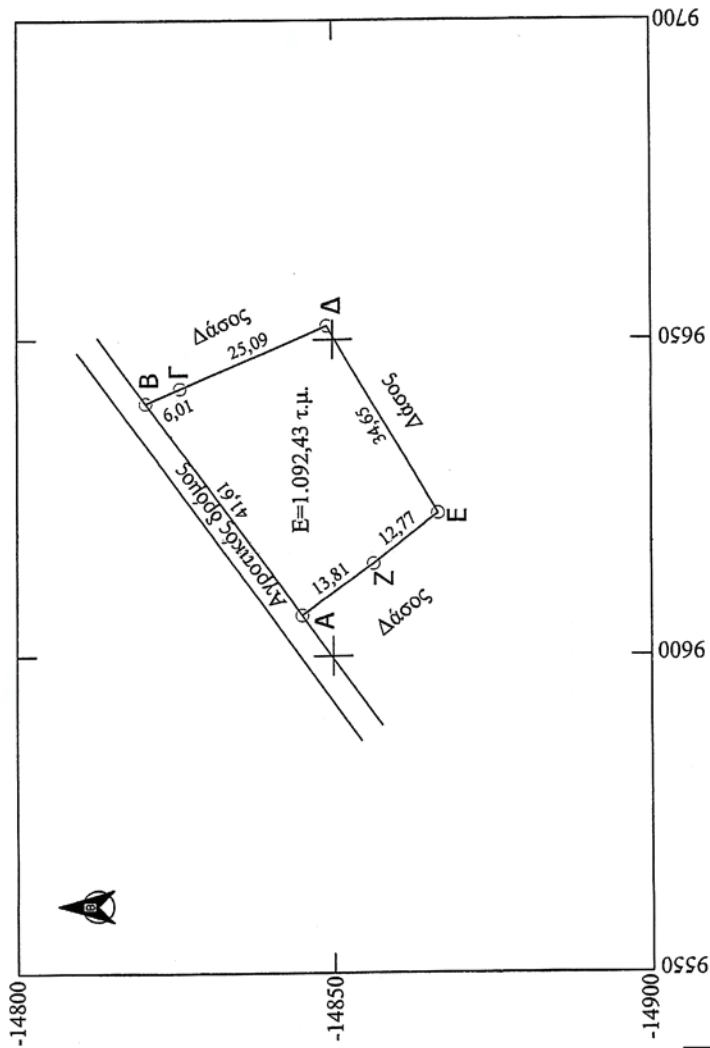 -14800
-14850
-14900
9550
9600
9650
9700
Β
Αγροτικός δρόμος
41,61
Β
6,01
Γ
Δάσος
25,09
Δ
Ε=1.092,43 τ.μ.
34,65
Δάσος
Α
13,81
Ζ
12,77
Ε
Δάσος